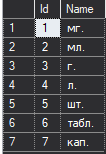 Id Name
1 1 мг.
2 2 мл.
3 3 г.
4 4 л.
5 5 шт.
6 6 табл.
7 7 кап.